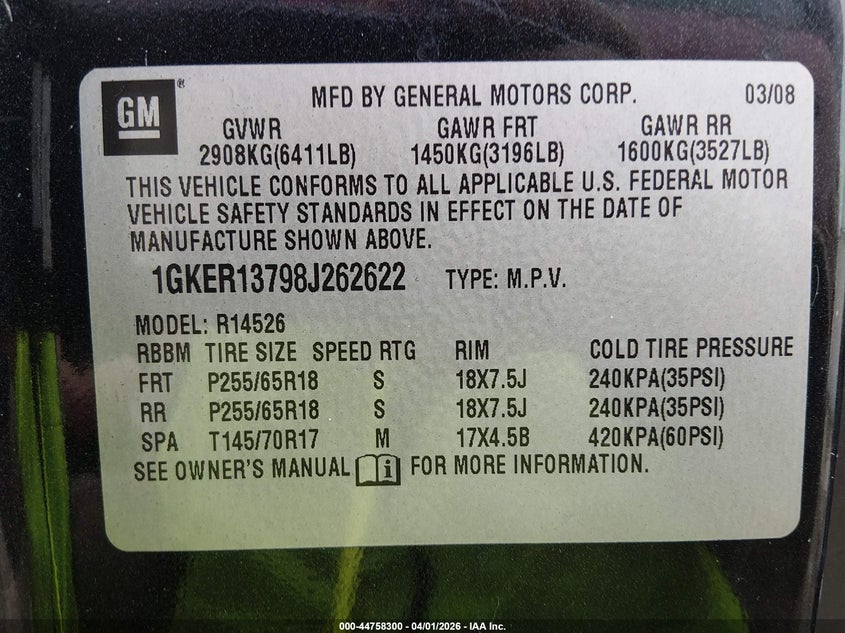 GM ® MFD BY GENERAL MOTORS CORP. 03/08
GVWR GAWR FRT GAWR RR
2908KG(6411LB) 1450KG(3196LB) 1600KG(3527LB)
THIS VEHICLE CONFORMS TO ALL APPLICABLE U.S. FEDERAL MOTOR
VEHICLE SAFETY STANDARDS IN EFFECT ON THE DATE OF
MANUFACTURE SHOWN ABOVE.
1GKER13798J262622 TYPE: M.P.V.
MODEL: R14526
RBBM TIRE SIZE SPEED RTG RIM COLD TIRE PRESSURE
FRT P255/65R18 S 18X7.5J 240KPA(35PSI)
RR P255/65R18 S 18X7.5J 240KPA(35PSI)
SPA T145/70R17 M 17X4.5B 420KPA(60PSI)
SEE OWNER'S MANUAL i FOR MORE INFORMATION.
000-44758300 - 04/01/2026 - IAA Inc.